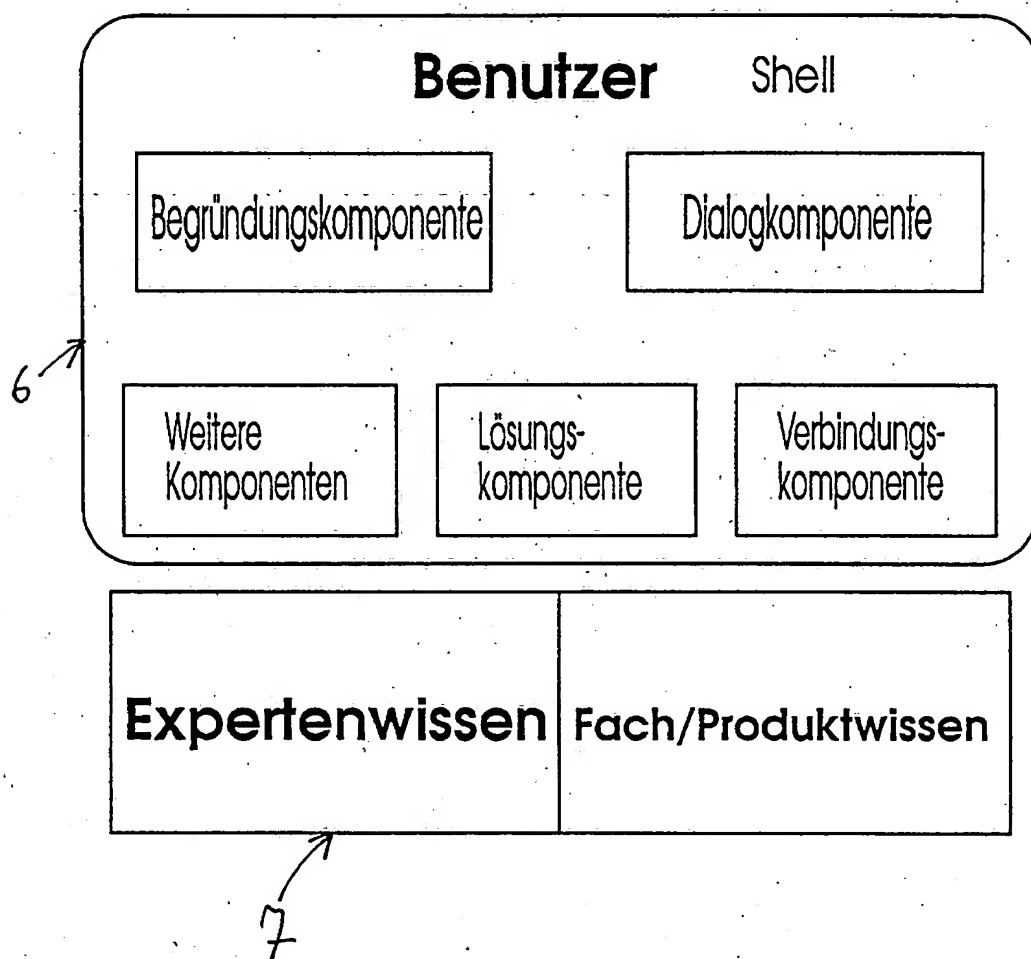 Benutzer Shell
Begründungskomponente Dialogkomponente
6
Weitere Lösungs- Verbindungs-
Komponenten komponente komponente
Expertenwissen Fach/Produktwissen
7